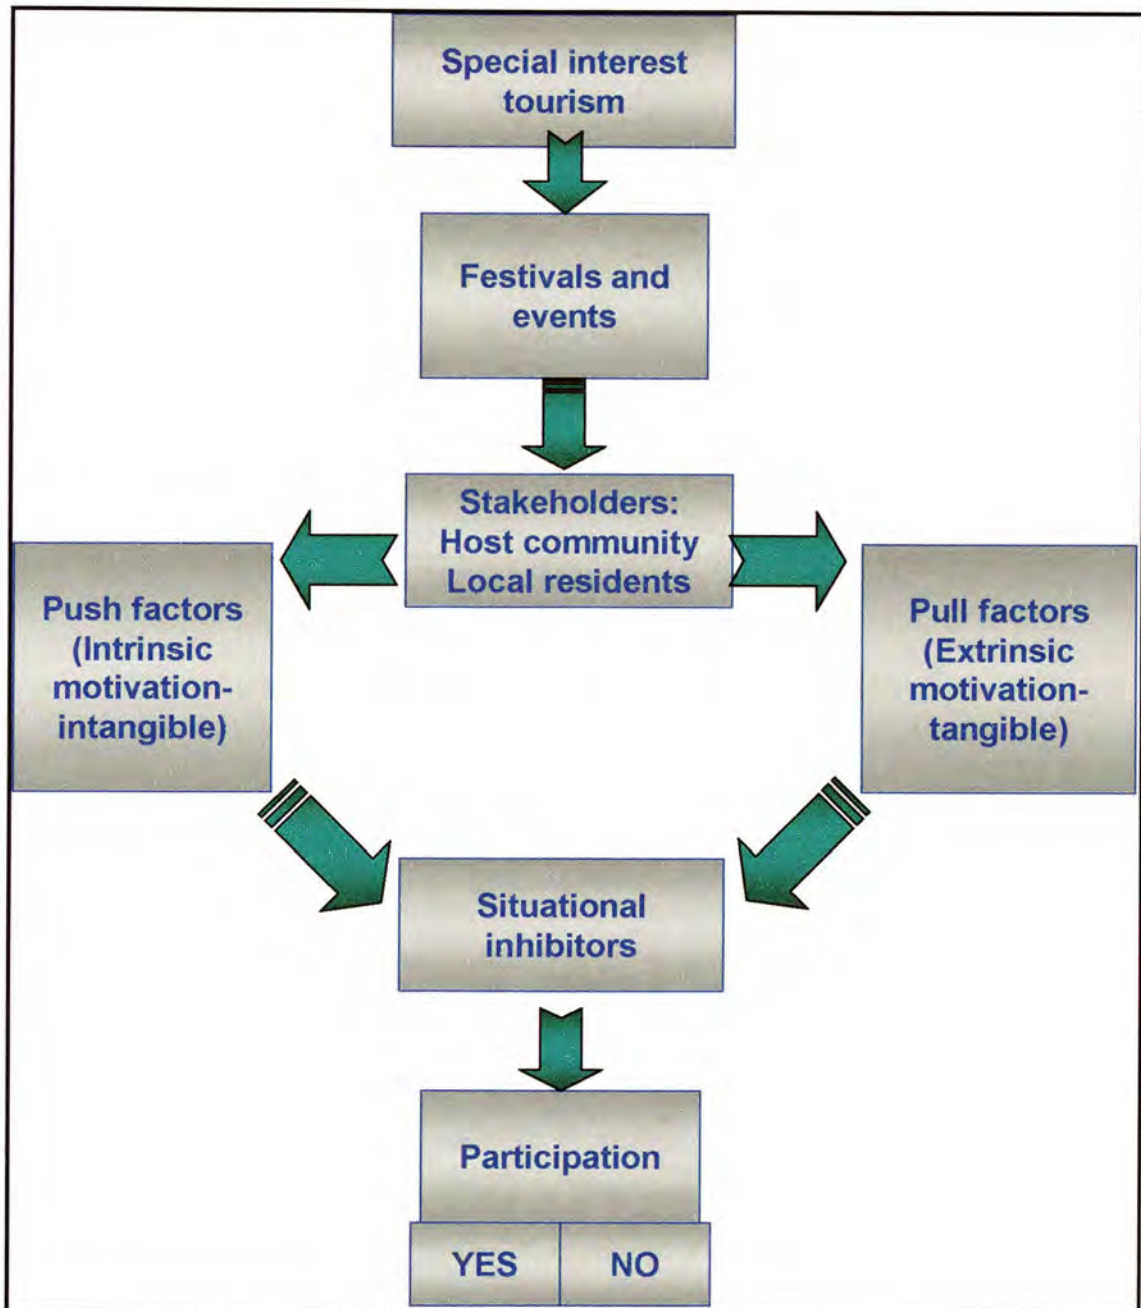 Special interest
tourism
Festivals and
events
Stakeholders:
Host community
Local residents
Push factors
(Intrinsic
motivation-
intangible)
Pull factors
(Extrinsic
motivation-
tangible)
Situational
inhibitors
Participation
YES
NO